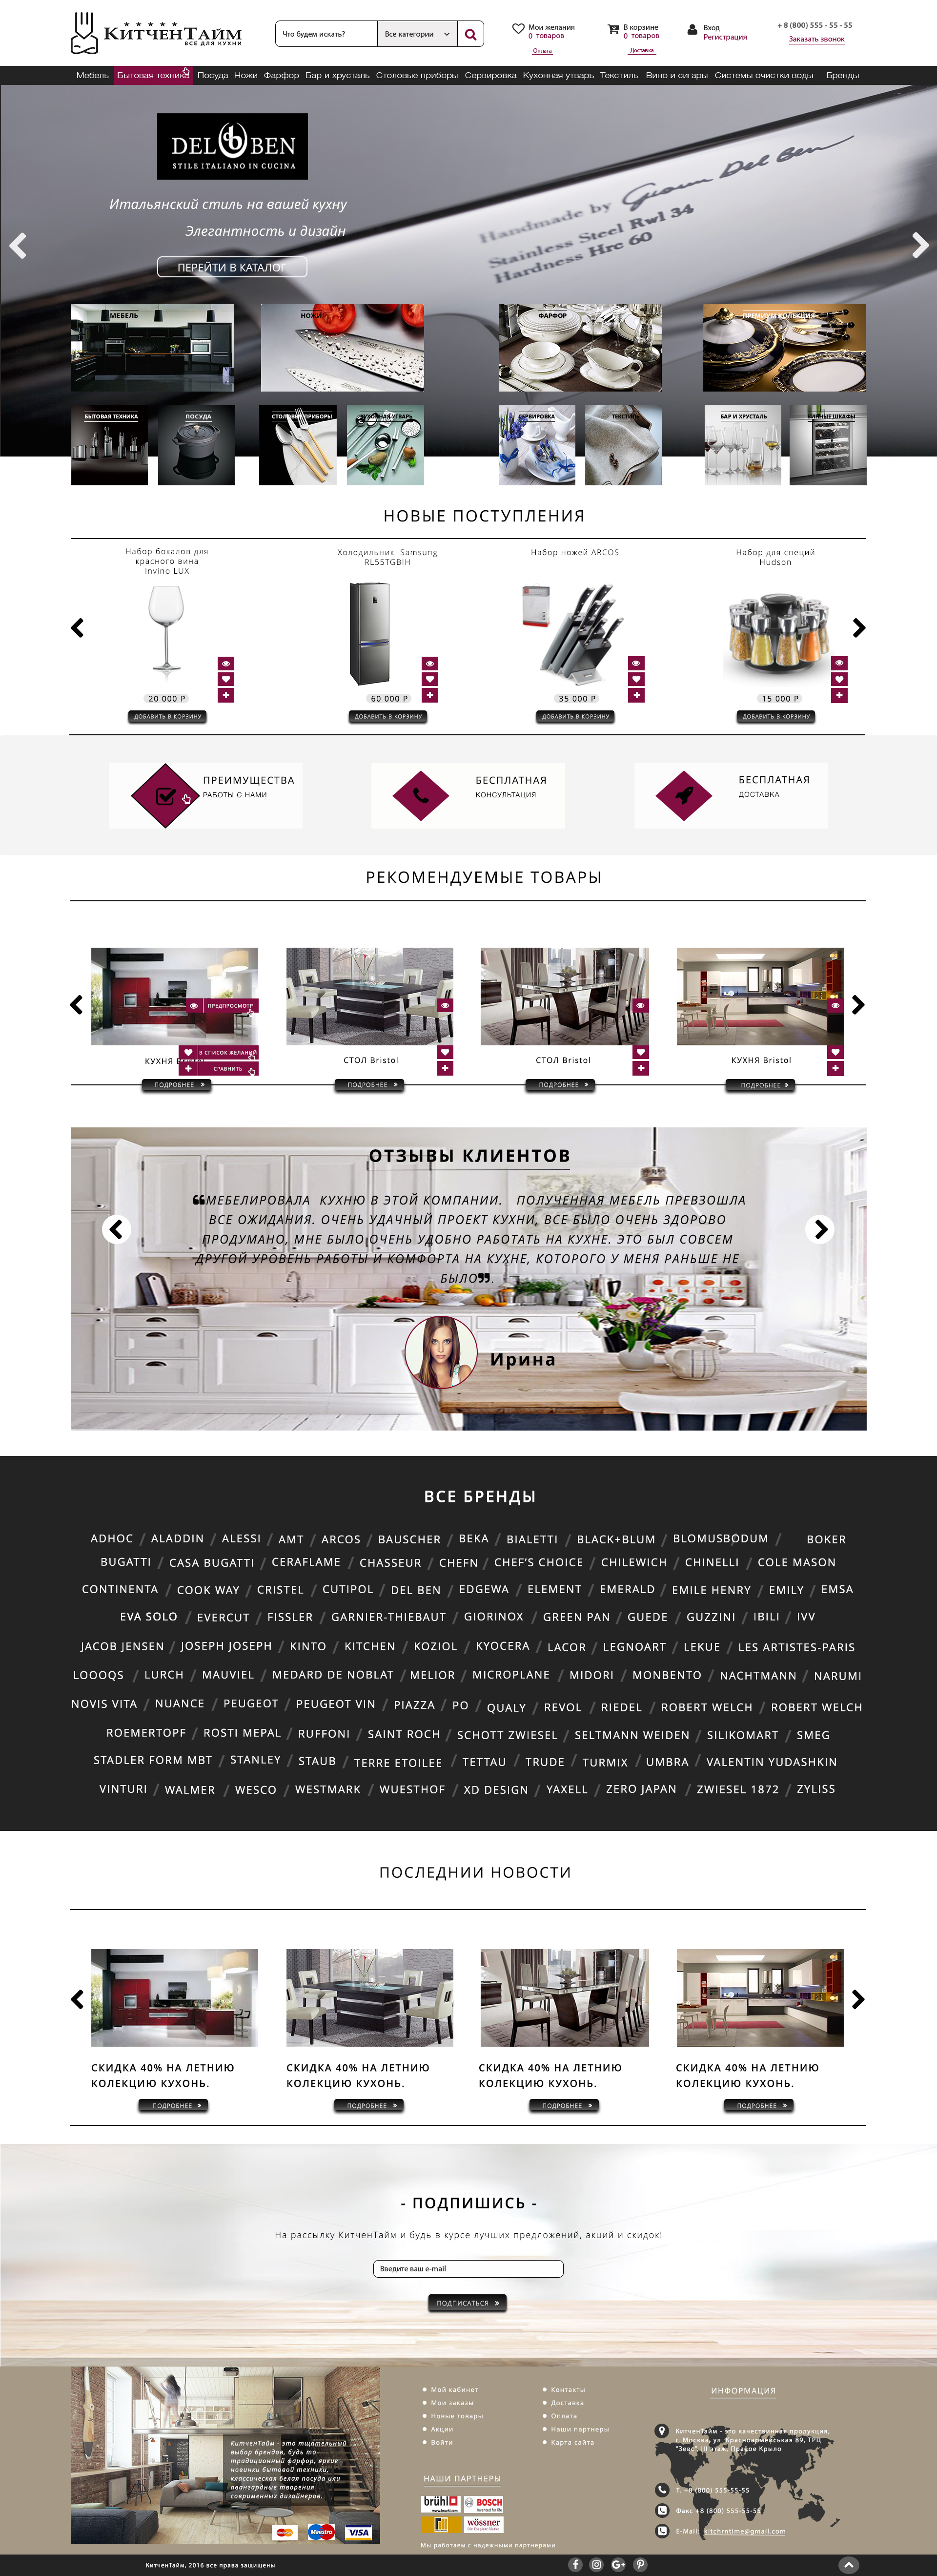 КитченТайм
ВСЁ ДЛЯ КУХНИ
Что будем искать?
Все категории
Мои желания
0 товаров
Оплата
В корзине
0 товаров
Доставка
Вход
Регистрация
+ 8 (800) 555 - 55 - 55
Заказать звонок
Мебель Бытовая техника Посуда Ножи Фарфор Бар и хрусталь Столовые приборы Сервировка Кухонная утварь Текстиль Вино и сигары Системы очистки воды Бренды
DEL BEN
STILE ITALIANO IN CUCINA
Итальянский стиль на вашей кухну
Элегантность и дизайн
ПЕРЕЙТИ В КАТАЛОГ
Handmade by Gianni Del Ben
Stainless Steel Rwl 34
Hardness Hrc 60
МЕБЕЛЬ
НОЖИ
ФАРФОР
ПРЕМИУМ КОЛЬКЦИЯ
БЫТОВАЯ ТЕХНИКА
ПОСУДА
СТОЛОВЫЕ ПРИБОРЫ
КУХОННАЯ УТВАРЬ
СЕРВИРОВКА
ТЕКСТИЛЬ
БАР И ХРУСТАЛЬ
ВИННЫЕ ШКАФЫ
НОВЫЕ ПОСТУПЛЕНИЯ
Набор бокалов для
красного вина
Invino LUX
Холодильник Samsung
RL55TGBIH
Набор ножей ARCOS
Набор для специй
Hudson
20 000 Р
60 000 Р
35 000 Р
15 000 Р
ДОБАВИТЬ В КОРЗИНУ
ДОБАВИТЬ В КОРЗИНУ
ДОБАВИТЬ В КОРЗИНУ
ДОБАВИТЬ В КОРЗИНУ
ПРЕИМУЩЕСТВА
РАБОТЫ С НАМИ
БЕСПЛАТНАЯ
КОНСУЛЬТАЦИЯ
БЕСПЛАТНАЯ
ДОСТАВКА
РЕКОМЕНДУЕМЫЕ ТОВАРЫ
ПРЕДПРОСМОТР
В СПИСОК ЖЕЛАНИЙ
СРАВНИТЬ
КУХНЯ Bristol
СТОЛ Bristol
СТОЛ Bristol
КУХНЯ Bristol
ПОДРОБНЕЕ »
ПОДРОБНЕЕ »
ПОДРОБНЕЕ »
ПОДРОБНЕЕ »
ОТЗЫВЫ КЛИЕНТОВ
❝МЕБЕЛИРОВАЛА КУХНЮ В ЭТОЙ КОМПАНИИ. ПОЛУЧЕННАЯ МЕБЕЛЬ ПРЕВЗОШЛА
ВСЕ ОЖИДАНИЯ. ОЧЕНЬ УДАЧНЫЙ ПРОЕКТ КУХНИ, ВСЕ БЫЛО ОЧЕНЬ ЗДОРОВО
ПРОДУМАНО, МНЕ БЫЛО ОЧЕНЬ УДОБНО РАБОТАТЬ НА КУХНЕ. ЭТО БЫЛ СОВСЕМ
ДРУГОЙ УРОВЕНЬ РАБОТЫ И КОМФОРТА НА КУХНЕ, КОТОРОГО У МЕНЯ РАНЬШЕ НЕ
БЫЛО❞.
Ирина
ВСЕ БРЕНДЫ
ADHOC / ALADDIN / ALESSI / AMT / ARCOS / BAUSCHER / BEKA / BIALETTI / BLACK+BLUM / BLOMUSBODUM / BOKER
BUGATTI / CASA BUGATTI / CERAFLAME / CHASSEUR / CHEFN / CHEF'S CHOICE / CHILEWICH / CHINELLI / COLE MASON
CONTINENTA / COOK WAY / CRISTEL / CUTIPOL / DEL BEN / EDGEWA / ELEMENT / EMERALD / EMILE HENRY / EMILY / EMSA
EVA SOLO / EVERCUT / FISSLER / GARNIER-THIEBAUT / GIORINOX / GREEN PAN / GUEDE / GUZZINI / IBILI / IVV
JACOB JENSEN / JOSEPH JOSEPH / KINTO / KITCHEN / KOZIOL / KYOCERA / LACOR / LEGNOART / LEKUE / LES ARTISTES-PARIS
LOOOQS / LURCH / MAUVIEL / MEDARD DE NOBLAT / MELIOR / MICROPLANE / MIDORI / MONBENTO / NACHTMANN / NARUMI
NOVIS VITA / NUANCE / PEUGEOT / PEUGEOT VIN / PIAZZA / PO / QUALY / REVOL / RIEDEL / ROBERT WELCH / ROBERT WELCH
ROEMERTOPF / ROSTI MEPAL / RUFFONI / SAINT ROCH / SCHOTT ZWIESEL / SELTMANN WEIDEN / SILIKOMART / SMEG
STADLER FORM MBT / STANLEY / STAUB / TERRE ETOILEE / TETTAU / TRUDE / TURMIX / UMBRA / VALENTIN YUDASHKIN
VINTURI / WALMER / WESCO / WESTMARK / WUESTHOF / XD DESIGN / YAXELL / ZERO JAPAN / ZWIESEL 1872 / ZYLISS
ПОСЛЕДНИИ НОВОСТИ
СКИДКА 40% НА ЛЕТНИЮ
КОЛЕКЦИЮ КУХОНЬ.
СКИДКА 40% НА ЛЕТНИЮ
КОЛЕКЦИЮ КУХОНЬ.
СКИДКА 40% НА ЛЕТНИЮ
КОЛЕКЦИЮ КУХОНЬ.
СКИДКА 40% НА ЛЕТНИЮ
КОЛЕКЦИЮ КУХОНЬ.
ПОДРОБНЕЕ »
ПОДРОБНЕЕ »
ПОДРОБНЕЕ »
ПОДРОБНЕЕ »
- ПОДПИШИСЬ -
На рассылку КитченТайм и будь в курсе лучших предложений, акций и скидок!
Введите ваш e-mail
ПОДПИСАТЬСЯ »
КитченТайм - это тщательный
выбор брендов, будь то
традиционный фарфор, яркие
новинки бытовой техники,
классическая белая посуда или
авангардные творения
современных дизайнеров.
MasterCard
Maestro
VISA
Мой кабинет
Мои заказы
Новые товары
Акции
Войти
Контакты
Доставка
Оплата
Наши партнеры
Карта сайта
НАШИ ПАРТНЕРЫ
brühl
BOSCH
wössner
Мы работаем с надежными партнерами
ИНФОРМАЦИЯ
КитченТайм - это качественная продукция,
г. Москва, ул. Красноармейская 89, ТРЦ
"Зевс" III этаж, Правое Крыло
Т. +8 (800) 555-55-55
Факс +8 (800) 555-55-55
E-Mail: kitchrntime@gmail.com
КитченТайм, 2016 все права защищены